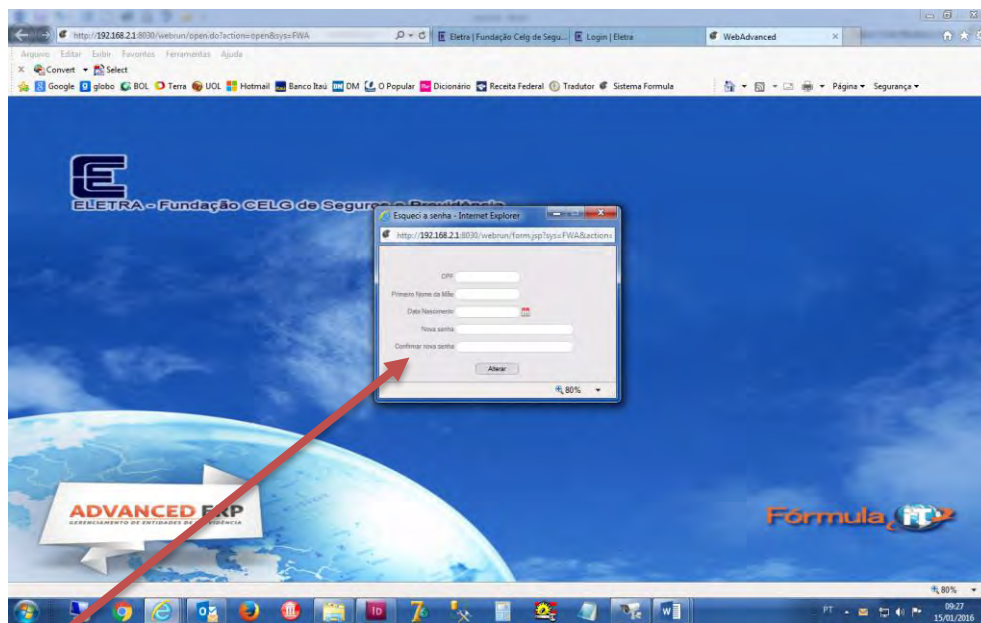 http://192.168.2.1:8030/webrun/open.do?action=open&sys=FWA
Eletra | Fundação Celg de Segu...
Login | Eletra
WebAdvanced
Arquivo Editar Exibir Favoritos Ferramentas Ajuda
x Convert Select
Google globo BOL Terra UOL Hotmail Banco Itaú DM O Popular Dicionário Receita Federal Tradutor Sistema Formula
Página Segurança
ELETRA - Fundação CELG de Seguros e Previdência
Esqueci a senha - Internet Explorer
http://192.168.2.1:8030/webrun/form.jsp?sys=FWA&action=
CPF
Primeiro Nome da Mãe
Data Nascimento
Nova senha
Confirmar nova senha
Alterar
80%
ADVANCED ERP
GERENCIAMENTO DE ENTIDADES DE PREVIDÊNCIA
Fórmula
80%
PT
09:27
15/01/2016